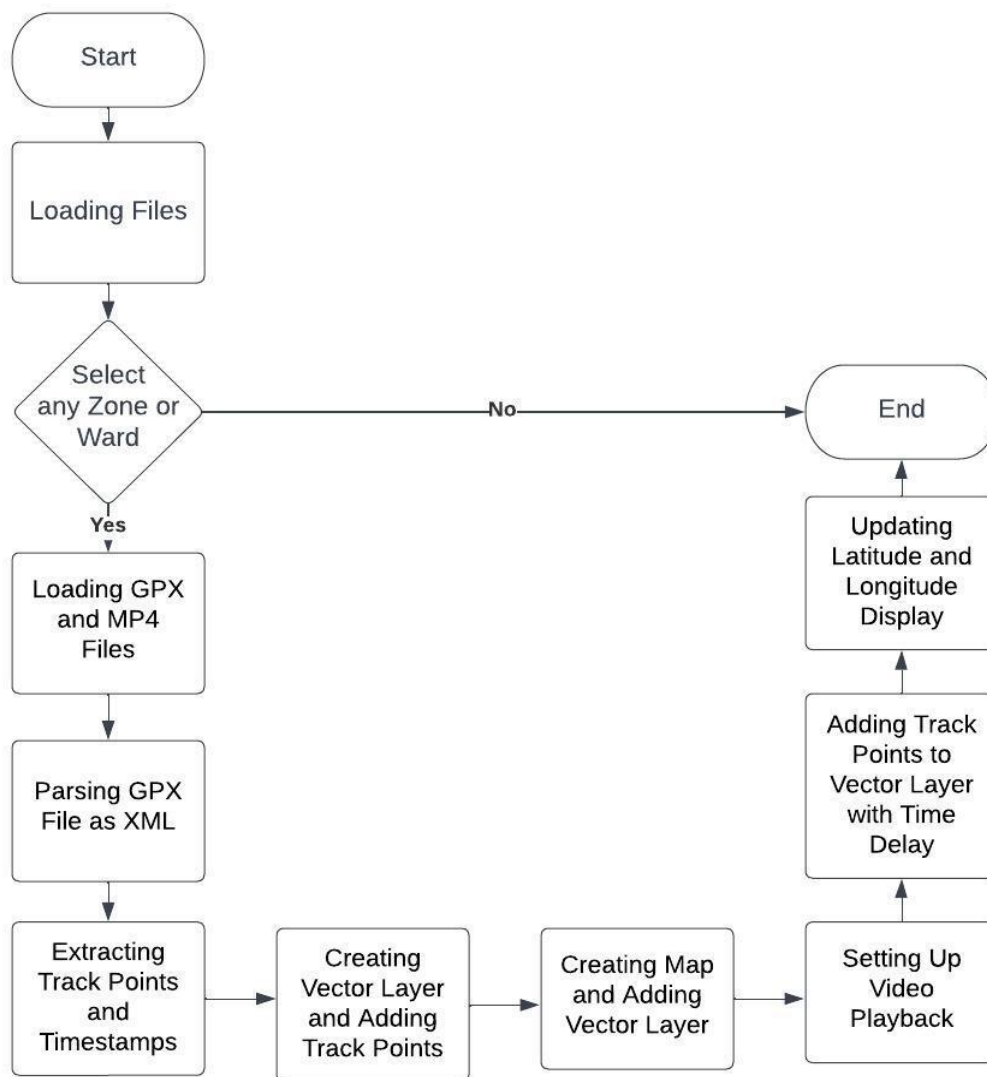 Start
Loading Files
Select
any Zone or
Ward
No
End
Yes
Loading GPX
and MP4
Files
Parsing GPX
File as XML
Extracting
Track Points
and
Timestamps
Creating
Vector Layer
and Adding
Track Points
Creating Map
and Adding
Vector Layer
Setting Up
Video
Playback
Adding Track
Points to
Vector Layer
with Time
Delay
Updating
Latitude and
Longitude
Display